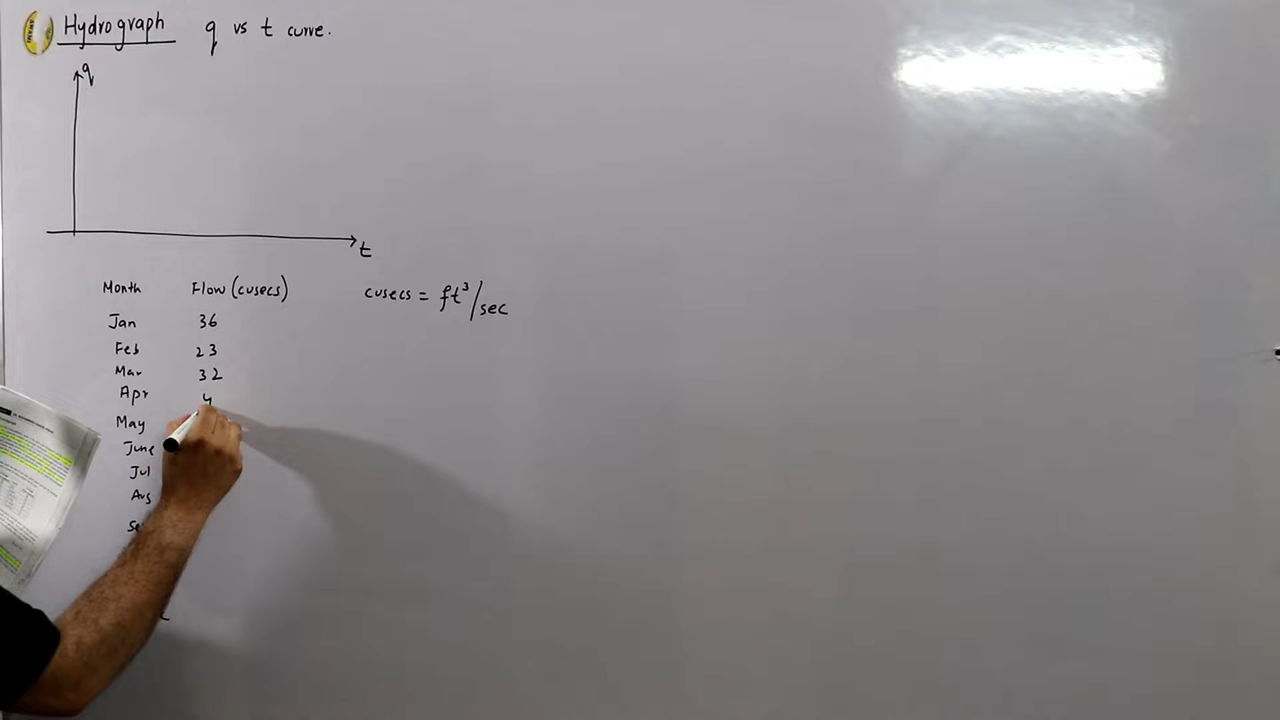 Hydrograph q vs t curve.
q
t
Month Flow (cusecs) cusecs = ft³/sec
Jan 36
Feb 23
Mar 32
Apr 4
May
June
Jul
Aug